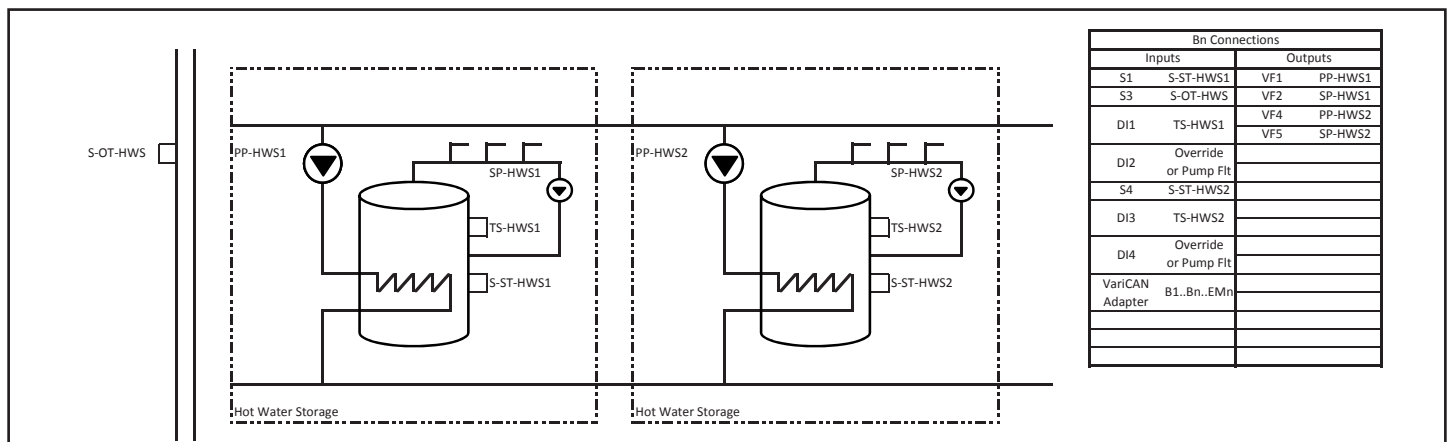 S-OT-HWS
PP-HWS1
SP-HWS1
TS-HWS1
S-ST-HWS1
Hot Water Storage
PP-HWS2
SP-HWS2
TS-HWS2
S-ST-HWS2
Hot Water Storage
Bn Connections
Inputs Outputs
S1 S-ST-HWS1 VF1 PP-HWS1
S3 S-OT-HWS VF2 SP-HWS1
DI1 TS-HWS1 VF4 PP-HWS2
VF5 SP-HWS2
DI2 Override
or Pump Flt
S4 S-ST-HWS2
DI3 TS-HWS2
DI4 Override
or Pump Flt
VariCAN
Adapter B1..Bn..EMn